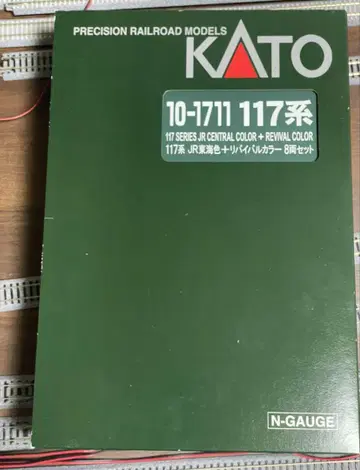 PRECISION RAILROAD MODELS
KATO
10-1711 117系
117 SERIES JR CENTRAL COLOR + REVIVAL COLOR
117系 JR東海色+リバイバルカラー 8両セット
N-GAUGE